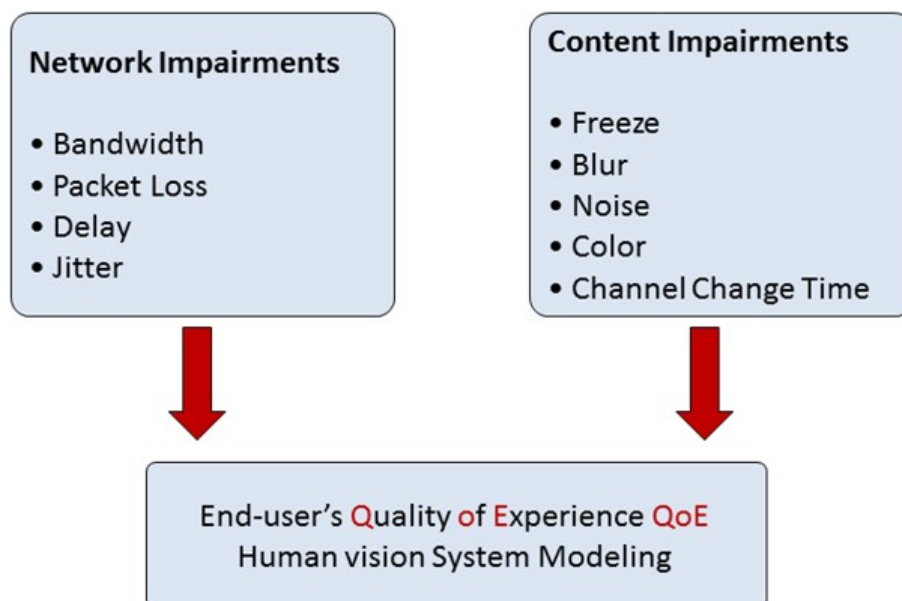 Network Impairments
• Bandwidth
• Packet Loss
• Delay
• Jitter
Content Impairments
• Freeze
• Blur
• Noise
• Color
• Channel Change Time
End-user’s Quality of Experience QoE
Human vision System Modeling